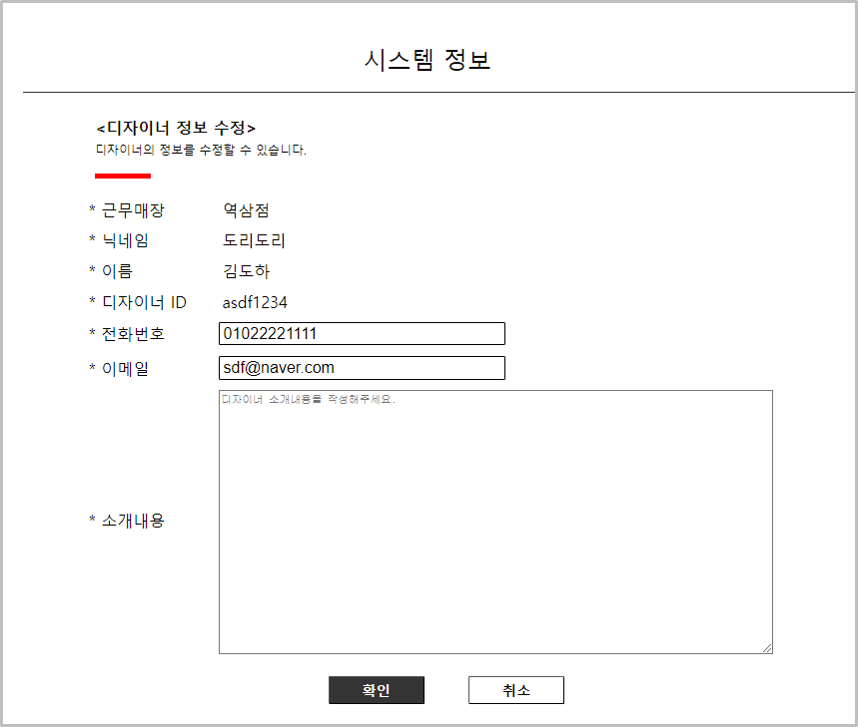 시스템 정보
<디자이너 정보 수정>
디자이너의 정보를 수정할 수 있습니다.
* 근무매장 역삼점
* 닉네임 도리도리
* 이름 김도하
* 디자이너 ID asdf1234
* 전화번호 01022221111
* 이메일 sdf@naver.com
디자이너 소개내용을 작성해주세요.
* 소개내용
확인 취소